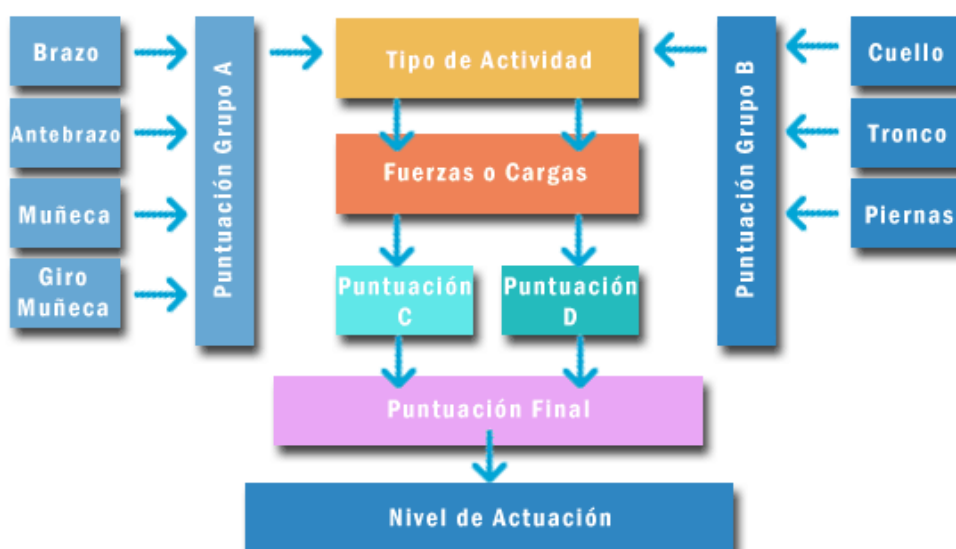 Brazo
Antebrazo
Muñeca
Giro
Muñeca
Puntuación Grupo A
Tipo de Actividad
Fuerzas o Cargas
Puntuación
C
Puntuación
D
Puntuación Final
Nivel de Actuación
Puntuación Grupo B
Cuello
Tronco
Piernas